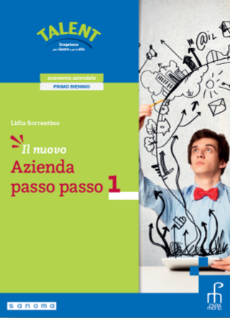 TALENT
ECONOMIA AZIENDALE
PRIMO BIENNIO
Lidia Sorrentino
Il nuovo
Azienda
passo passo 1
sanoma